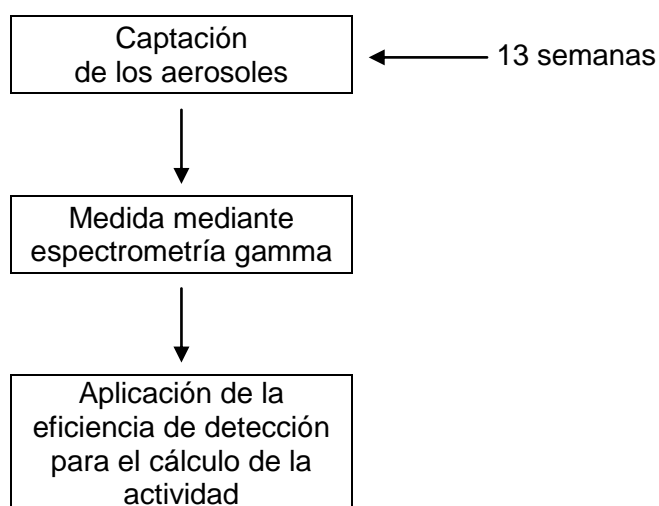 Captación
de los aerosoles
13 semanas
Medida mediante
espectrometría gamma
Aplicación de la
eficiencia de detección
para el cálculo de la
actividad